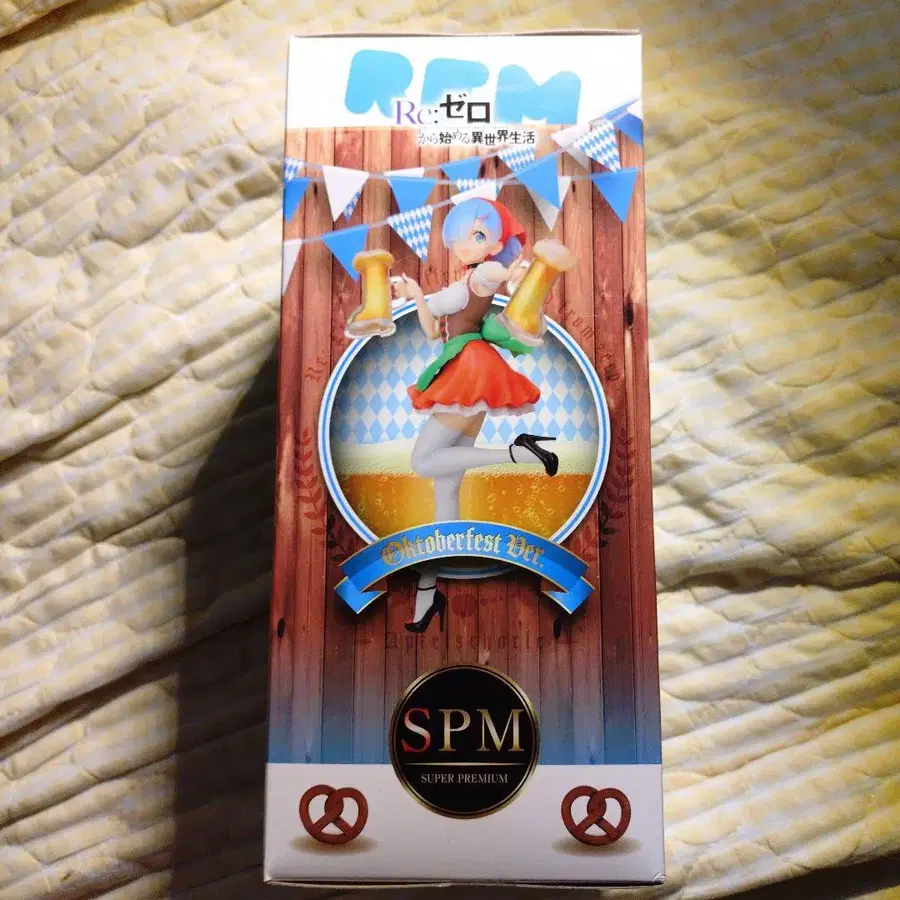 REM
Re:ゼロ
から始める異世界生活
Oktoberfest Ver.
Apfelschorle
SPM
SUPER PREMIUM